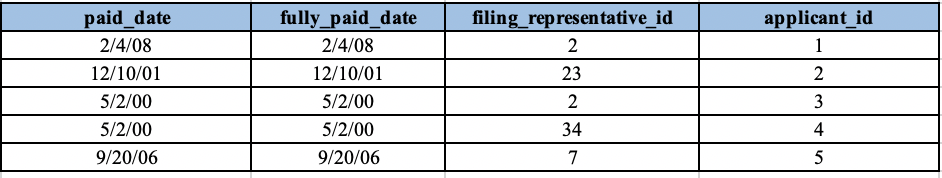 paid_date fully_paid_date filing_representative_id applicant_id
2/4/08 2/4/08 2 1
12/10/01 12/10/01 23 2
5/2/00 5/2/00 2 3
5/2/00 5/2/00 34 4
9/20/06 9/20/06 7 5